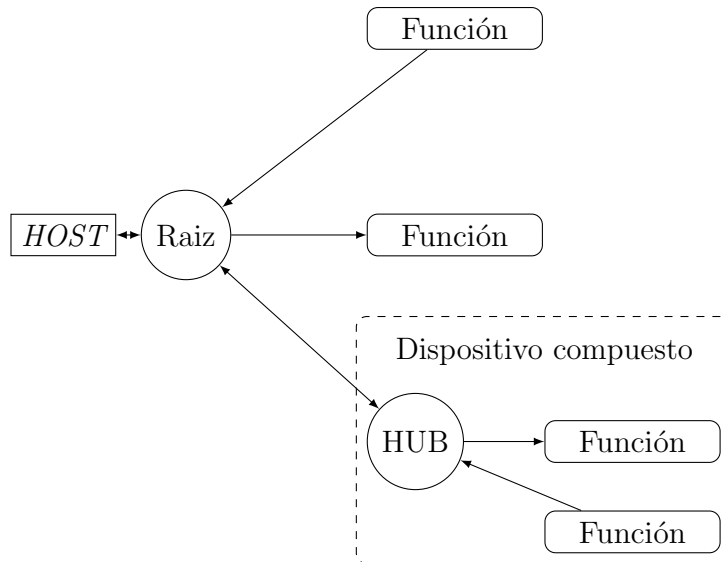 Función
HOST
Raiz
Función
Dispositivo compuesto
HUB
Función
Función